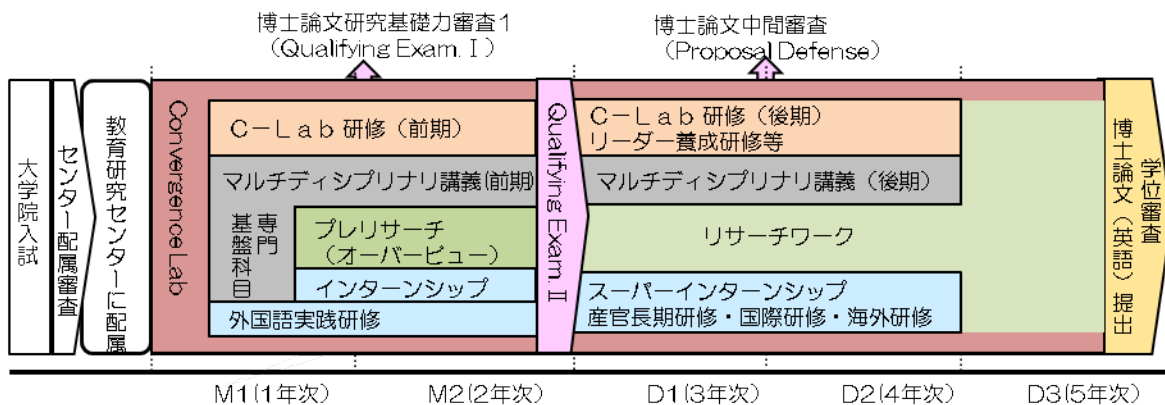 博士論文研究基礎力審査1
(Qualifying Exam. I)
博士論文中間審査
(Proposal Defense)
大学院入試
センター配属審査
教育研究センターに配属
Convergence Lab
C-Lab 研修(前期)
マルチディシプリナリ講義(前期)
専門
基盤科目
プレリサーチ
(オーバービュー)
インターンシップ
外国語実践研修
Qualifying Exam. II
C-Lab 研修(後期)
リーダー養成研修等
マルチディシプリナリ講義(後期)
リサーチワーク
スーパーインターンシップ
産官長期研修・国際研修・海外研修
学位審査
博士論文(英語)提出
M1(1年次)
M2(2年次)
D1(3年次)
D2(4年次)
D3(5年次)